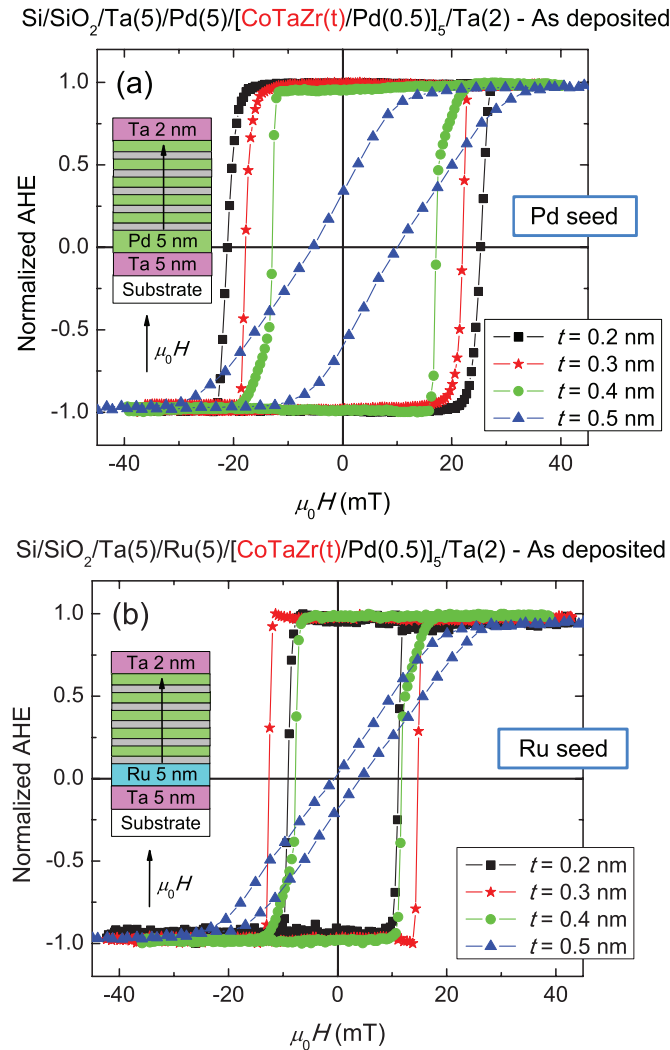 Si/SiO₂/Ta(5)/Pd(5)/[CoTaZr(t)/Pd(0.5)]₅/Ta(2) - As deposited
(a)
1.0
0.5
0.0
-0.5
-1.0
Normalized AHE
Ta 2 nm
Pd 5 nm
Ta 5 nm
Substrate
μ₀H
Pd seed
t = 0.2 nm
t = 0.3 nm
t = 0.4 nm
t = 0.5 nm
-40 -20 0 20 40
μ₀H (mT)
Si/SiO₂/Ta(5)/Ru(5)/[CoTaZr(t)/Pd(0.5)]₅/Ta(2) - As deposited
(b)
1.0
0.5
0.0
-0.5
-1.0
Normalized AHE
Ta 2 nm
Ru 5 nm
Ta 5 nm
Substrate
μ₀H
Ru seed
t = 0.2 nm
t = 0.3 nm
t = 0.4 nm
t = 0.5 nm
-40 -20 0 20 40
μ₀H (mT)